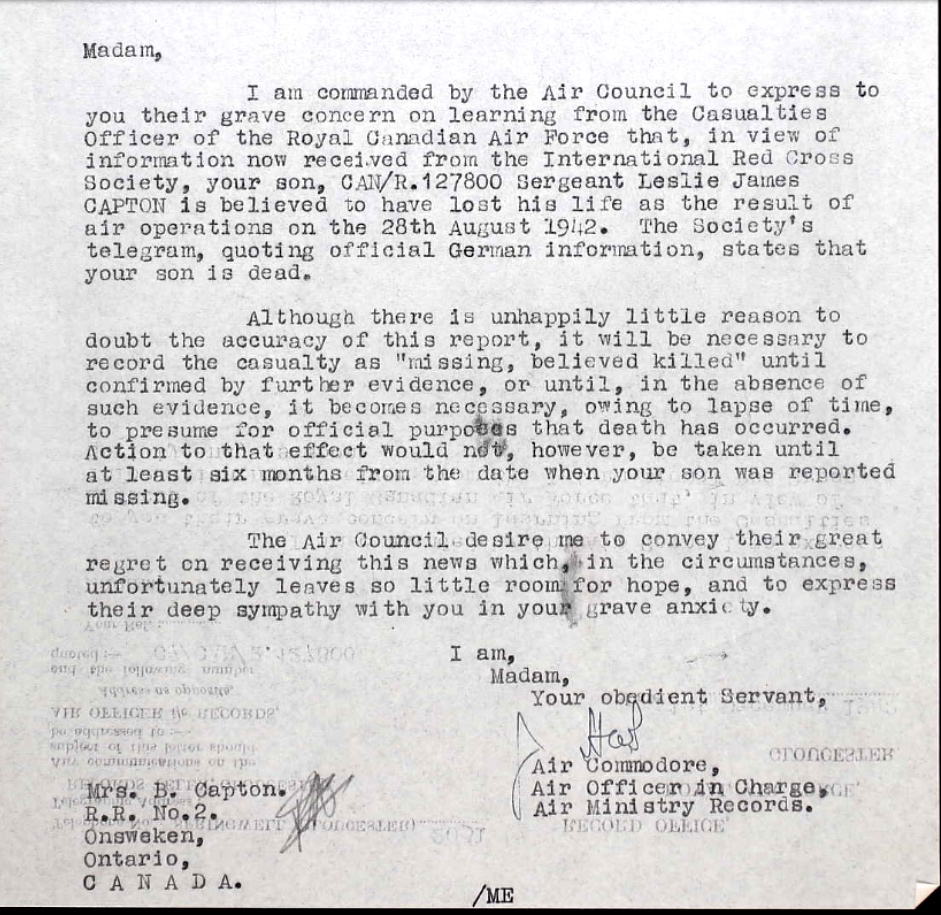 Madam,
I am commanded by the Air Council to express to
you their grave concern on learning from the Casualties
Officer of the Royal Canadian Air Force that, in view of
information now received from the International Red Cross
Society, your son, CAN/R.127800 Sergeant Leslie James
CAPTON is believed to have lost his life as the result of
air operations on the 28th August 1942. The Society's
telegram, quoting official German information, states that
your son is dead.
Although there is unhappily little reason to
doubt the accuracy of this report, it will be necessary to
record the casualty as "missing, believed killed" until
confirmed by further evidence, or until, in the absence of
such evidence, it becomes necessary, owing to lapse of time,
to presume for official purposes that death has occurred.
Action to that effect would not, however, be taken until
at least six months from the date when your son was reported
missing.
The Air Council desire me to convey their great
regret on receiving this news which, in the circumstances,
unfortunately leaves so little room for hope, and to express
their deep sympathy with you in your grave anxiety.
I am,
Madam,
Your obedient Servant,
Air Commodore,
Air Officer in Charge,
Air Ministry Records.
Mrs. B. Capton.
R.R. No.2.
Onsweken,
Ontario,
C A N A D A.
/ME